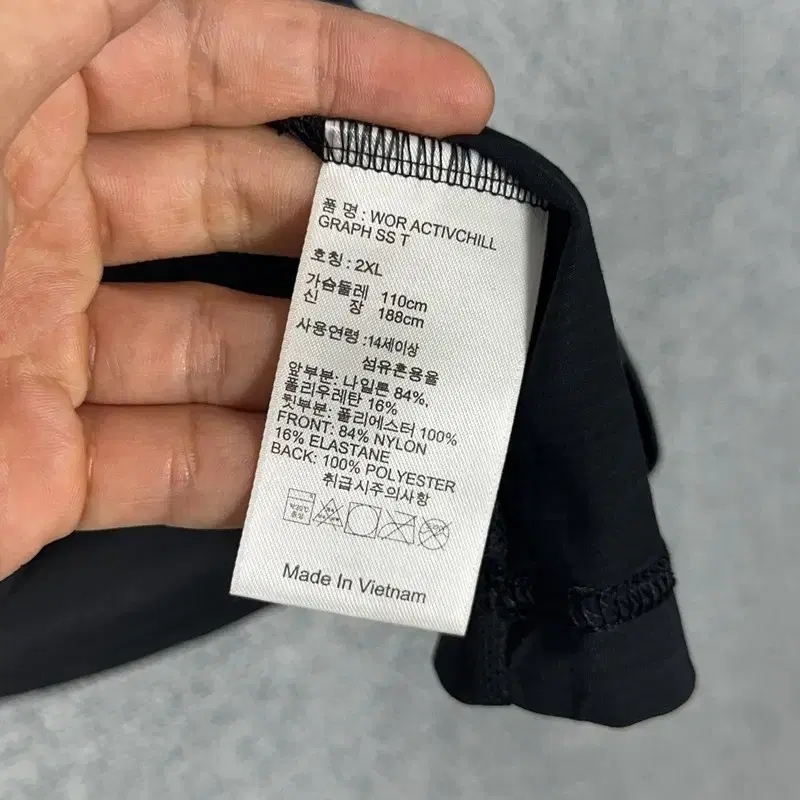 품 명 : WOR ACTIVCHILL
GRAPH SS T
호칭 : 2XL
가슴둘레 110cm
신 장 188cm
사용연령 :14세이상
섬유혼용율
앞부분: 나일론 84%,
폴리우레탄 16%
뒷부분: 폴리에스터 100%
FRONT: 84% NYLON
16% ELASTANE
BACK: 100% POLYESTER
취급시주의사항
Made In Vietnam